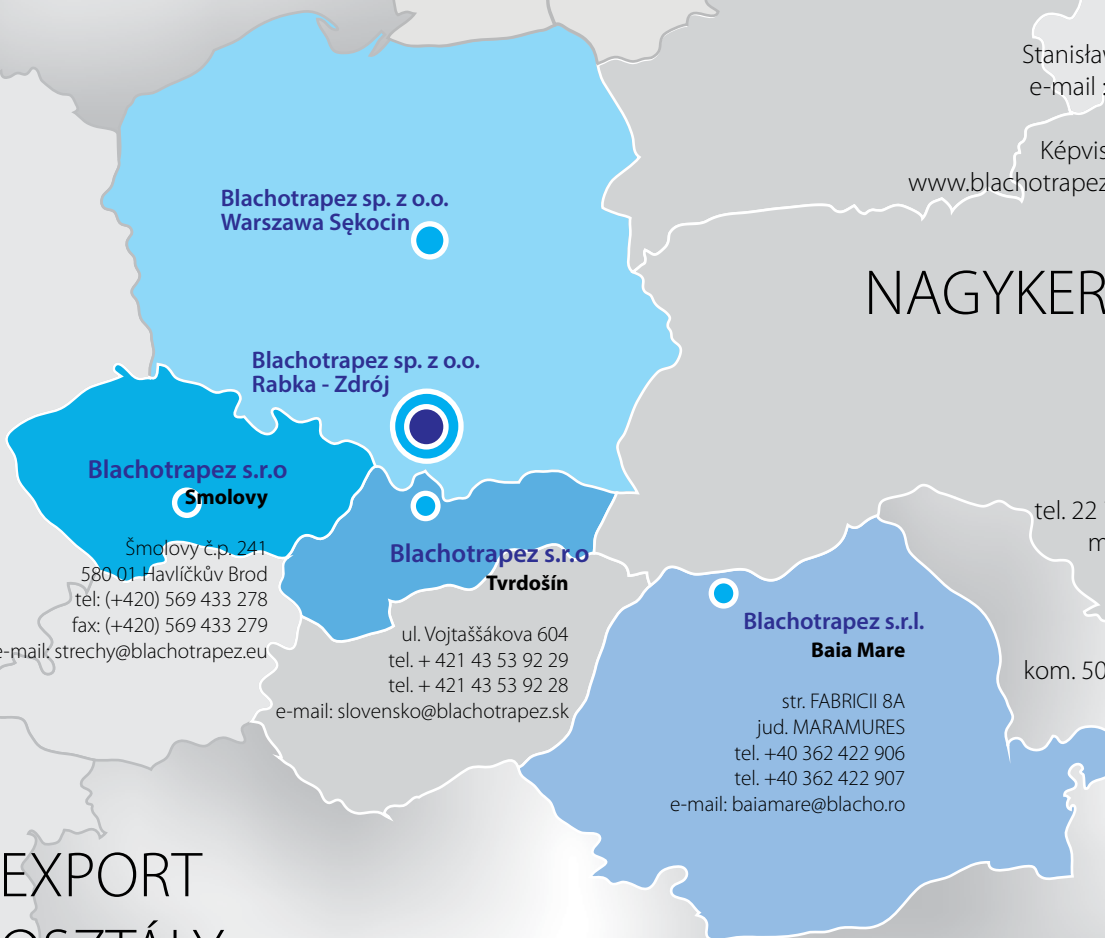 Stanisła
e-mail :
Képvis
www.blachotrapez
Blachotrapez sp. z o.o.
Warszawa Sękocin
NAGYKER
Blachotrapez sp. z o.o.
Rabka - Zdrój
Blachotrapez s.r.o
Smolovy
Šmolovy č.p. 241
580 01 Havlíčkův Brod
tel: (+420) 569 433 278
fax: (+420) 569 433 279
e-mail: strechy@blachotrapez.eu
Blachotrapez s.r.o
Tvrdošín
ul. Vojtaššákova 604
tel. + 421 43 53 92 29
tel. + 421 43 53 92 28
e-mail: slovensko@blachotrapez.sk
tel. 22
m
Blachotrapez s.r.l.
Baia Mare
str. FABRICII 8A
jud. MARAMURES
tel. +40 362 422 906
tel. +40 362 422 907
e-mail: baiamare@blacho.ro
kom. 50
EXPORT
OSZTÁLY